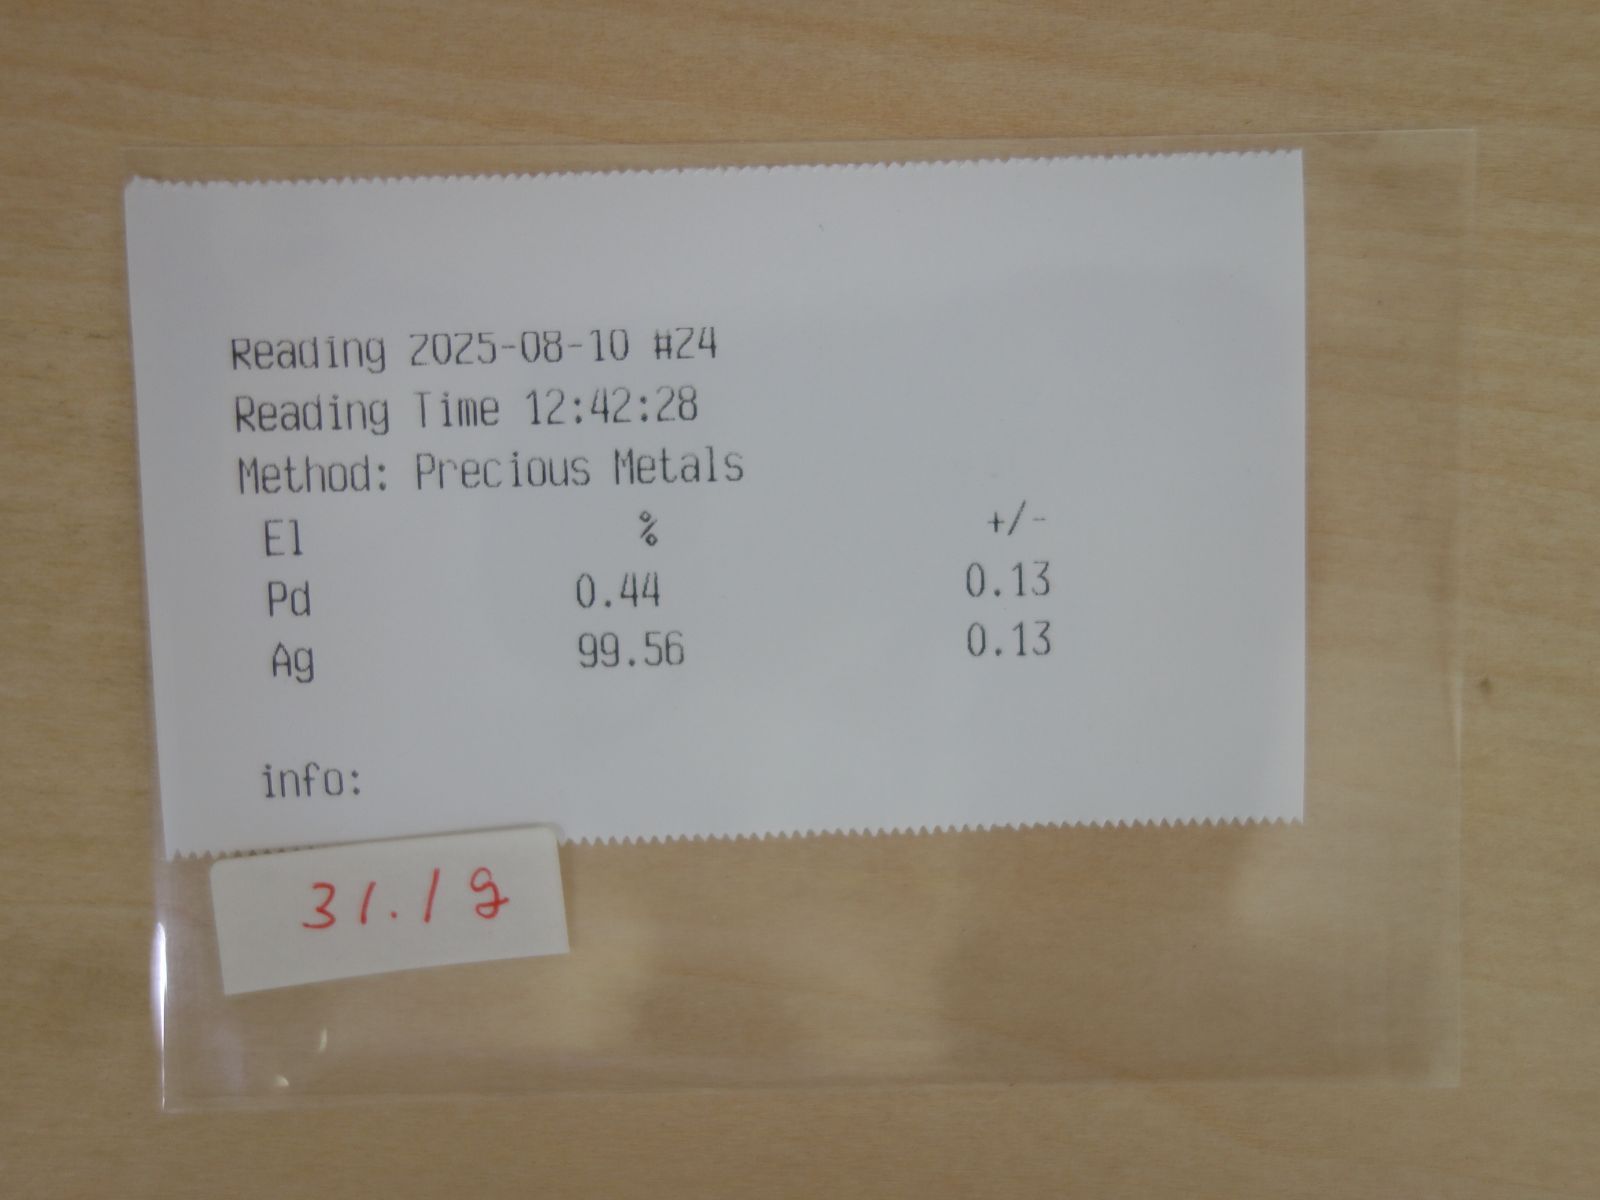 Reading 2025-08-10 #24
Reading Time 12:42:28
Method: Precious Metals
El % +/-
Pd 0.44 0.13
Ag 99.56 0.13
info:
31.1g